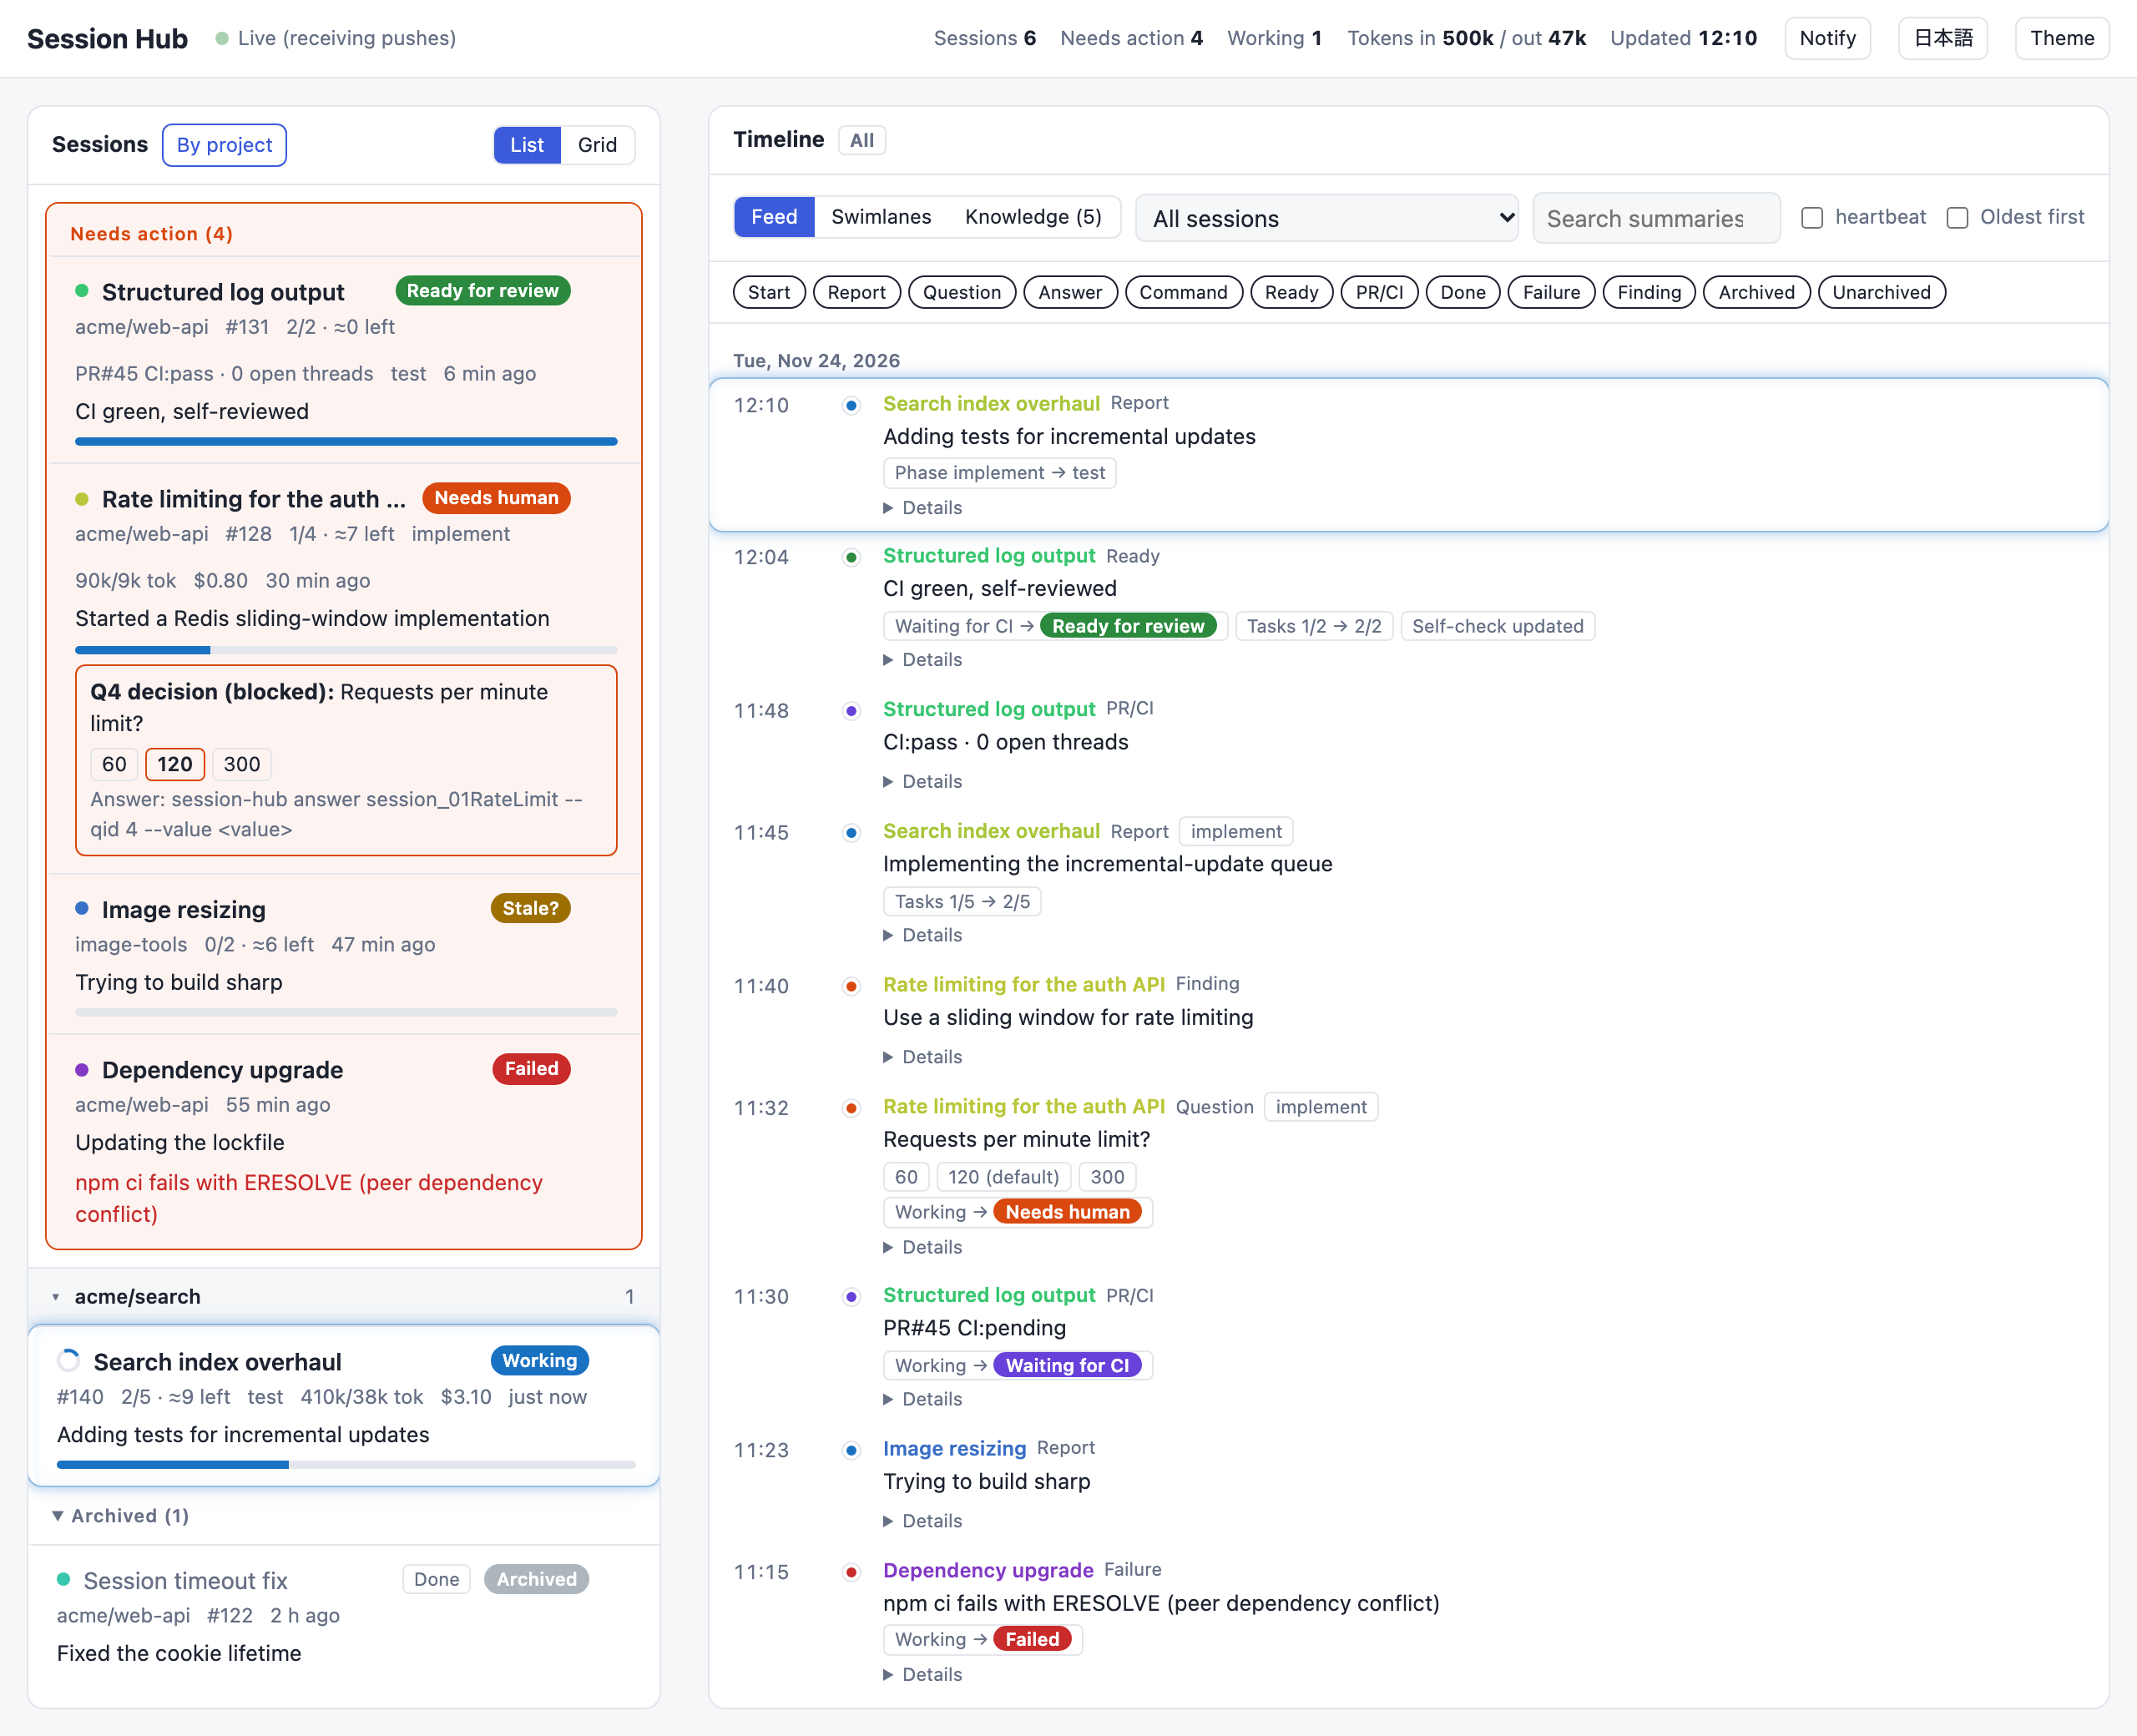 Session Hub
Live (receiving pushes)
Sessions 6 Needs action 4 Working 1 Tokens in 500k / out 47k Updated 12:10
Notify
日本語
Theme
Sessions
By project
List
Grid
Needs action (4)
Structured log output
Ready for review
acme/web-api #131 2/2 · ≈0 left
PR#45 CI:pass · 0 open threads test 6 min ago
CI green, self-reviewed
Rate limiting for the auth ...
Needs human
acme/web-api #128 1/4 · ≈7 left implement
90k/9k tok $0.80 30 min ago
Started a Redis sliding-window implementation
Q4 decision (blocked): Requests per minute
limit?
60 120 300
Answer: session-hub answer session_01RateLimit --
qid 4 --value <value>
Image resizing
Stale?
image-tools 0/2 · ≈6 left 47 min ago
Trying to build sharp
Dependency upgrade
Failed
acme/web-api 55 min ago
Updating the lockfile
npm ci fails with ERESOLVE (peer dependency
conflict)
▾ acme/search 1
Search index overhaul
Working
#140 2/5 · ≈9 left test 410k/38k tok $3.10 just now
Adding tests for incremental updates
▼ Archived (1)
Session timeout fix
Done
Archived
acme/web-api #122 2 h ago
Fixed the cookie lifetime
Timeline
All
Feed Swimlanes Knowledge (5)
All sessions
Search summaries
heartbeat
Oldest first
Start Report Question Answer Command Ready PR/CI Done Failure Finding Archived Unarchived
Tue, Nov 24, 2026
12:10 Search index overhaul Report
Adding tests for incremental updates
Phase implement → test
▶ Details
12:04 Structured log output Ready
CI green, self-reviewed
Waiting for CI → Ready for review Tasks 1/2 → 2/2 Self-check updated
▶ Details
11:48 Structured log output PR/CI
CI:pass · 0 open threads
▶ Details
11:45 Search index overhaul Report implement
Implementing the incremental-update queue
Tasks 1/5 → 2/5
▶ Details
11:40 Rate limiting for the auth API Finding
Use a sliding window for rate limiting
▶ Details
11:32 Rate limiting for the auth API Question implement
Requests per minute limit?
60 120 (default) 300
Working → Needs human
▶ Details
11:30 Structured log output PR/CI
PR#45 CI:pending
Working → Waiting for CI
▶ Details
11:23 Image resizing Report
Trying to build sharp
▶ Details
11:15 Dependency upgrade Failure
npm ci fails with ERESOLVE (peer dependency conflict)
Working → Failed
▶ Details